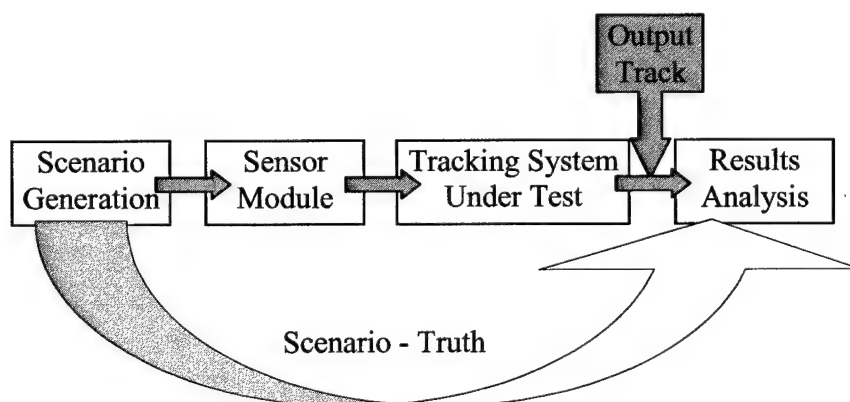 Output
Track
Scenario
Generation
Sensor
Module
Tracking System
Under Test
Results
Analysis
Scenario - Truth